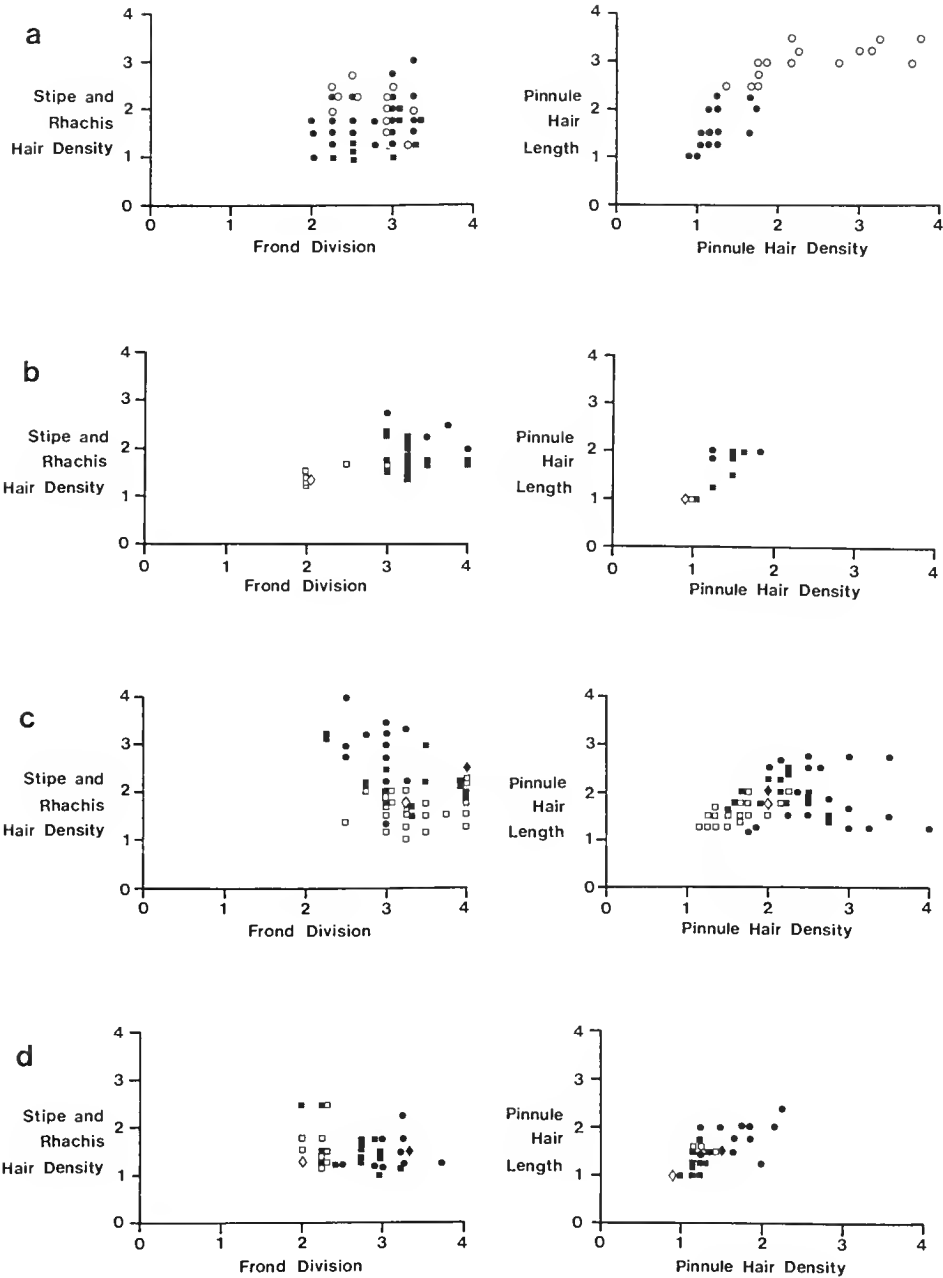 a
4
3
2
1
0
Stipe and
Rhachis
Hair Density
0 1 2 3 4
Frond Division
4
3
2
1
0
Pinnule
Hair
Length
0 1 2 3 4
Pinnule Hair Density
b
4
3
2
1
0
Stipe and
Rhachis
Hair Density
0 1 2 3 4
Frond Division
4
3
2
1
0
Pinnule
Hair
Length
0 1 2 3 4
Pinnule Hair Density
c
4
3
2
1
0
Stipe and
Rhachis
Hair Density
0 1 2 3 4
Frond Division
4
3
2
1
0
Pinnule
Hair
Length
0 1 2 3 4
Pinnule Hair Density
d
4
3
2
1
0
Stipe and
Rhachis
Hair Density
0 1 2 3 4
Frond Division
4
3
2
1
0
Pinnule
Hair
Length
0 1 2 3 4
Pinnule Hair Density